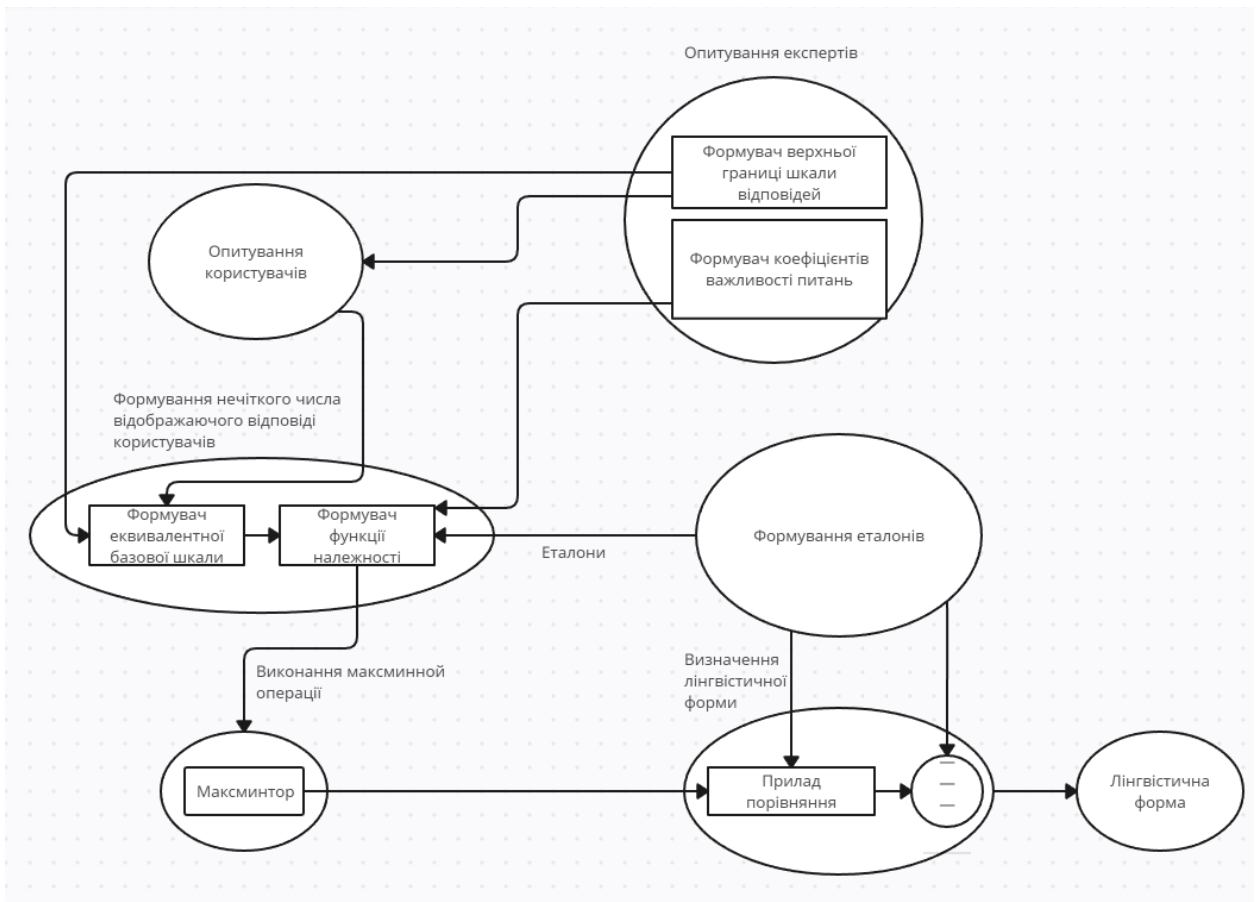 Опитування експертів
Формувач верхньої
границі шкали
відповідей
Опитування
користувачів
Формувач коефіцієнтів
важливості питань
Формування нечіткого числа
відображаючого відповіді
користувачів
Формувач
еквивалентної
базової шкали
Формувач
функції
належності
Еталони
Формування еталонів
Виконання максминної
операції
Визначення
лінгвістичної
форми
Максминтор
Прилад
порівняння
Лінгвістична
форма